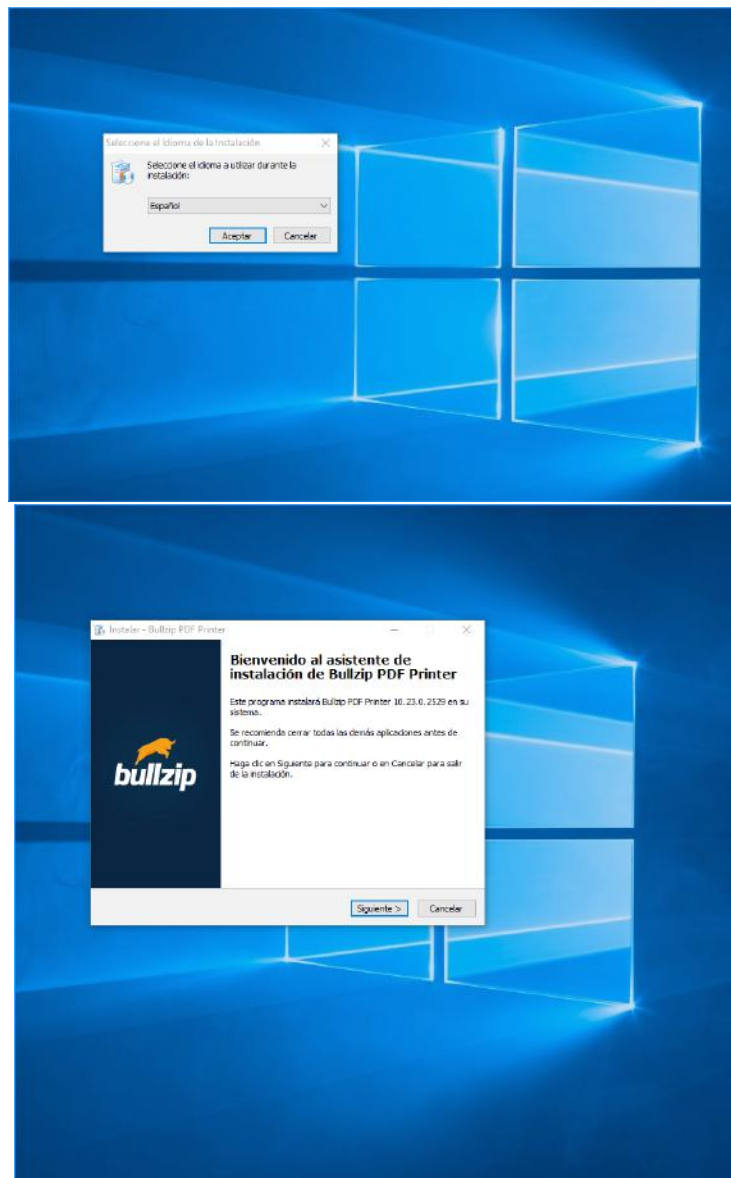 Seleccione el Idioma de la Instalación
Seleccione el idioma a utilizar durante la
instalación:
Español
Aceptar
Cancelar
Instalar - Bullzip PDF Printer
Bienvenido al asistente de
instalación de Bullzip PDF Printer
Este programa instalará Bullzip PDF Printer 10.23.0.2529 en su
sistema.
Se recomienda cerrar todas las demás aplicaciones antes de
continuar.
Haga clic en Siguiente para continuar o en Cancelar para salir
de la instalación.
bullzip
Siguiente >
Cancelar